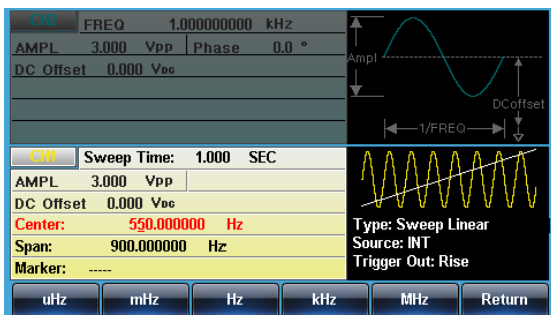 CH2 FREQ 1.000000000 kHz
AMPL 3.000 Vpp Phase 0.0 °
DC Offset 0.000 VDC
Ampl
DCoffset
1/FREQ
CH1 Sweep Time: 1.000 SEC
AMPL 3.000 Vpp
DC Offset 0.000 VDC
Center: 550.000000 Hz
Span: 900.000000 Hz
Marker: -----
Type: Sweep Linear
Source: INT
Trigger Out: Rise
uHz mHz Hz kHz MHz Return